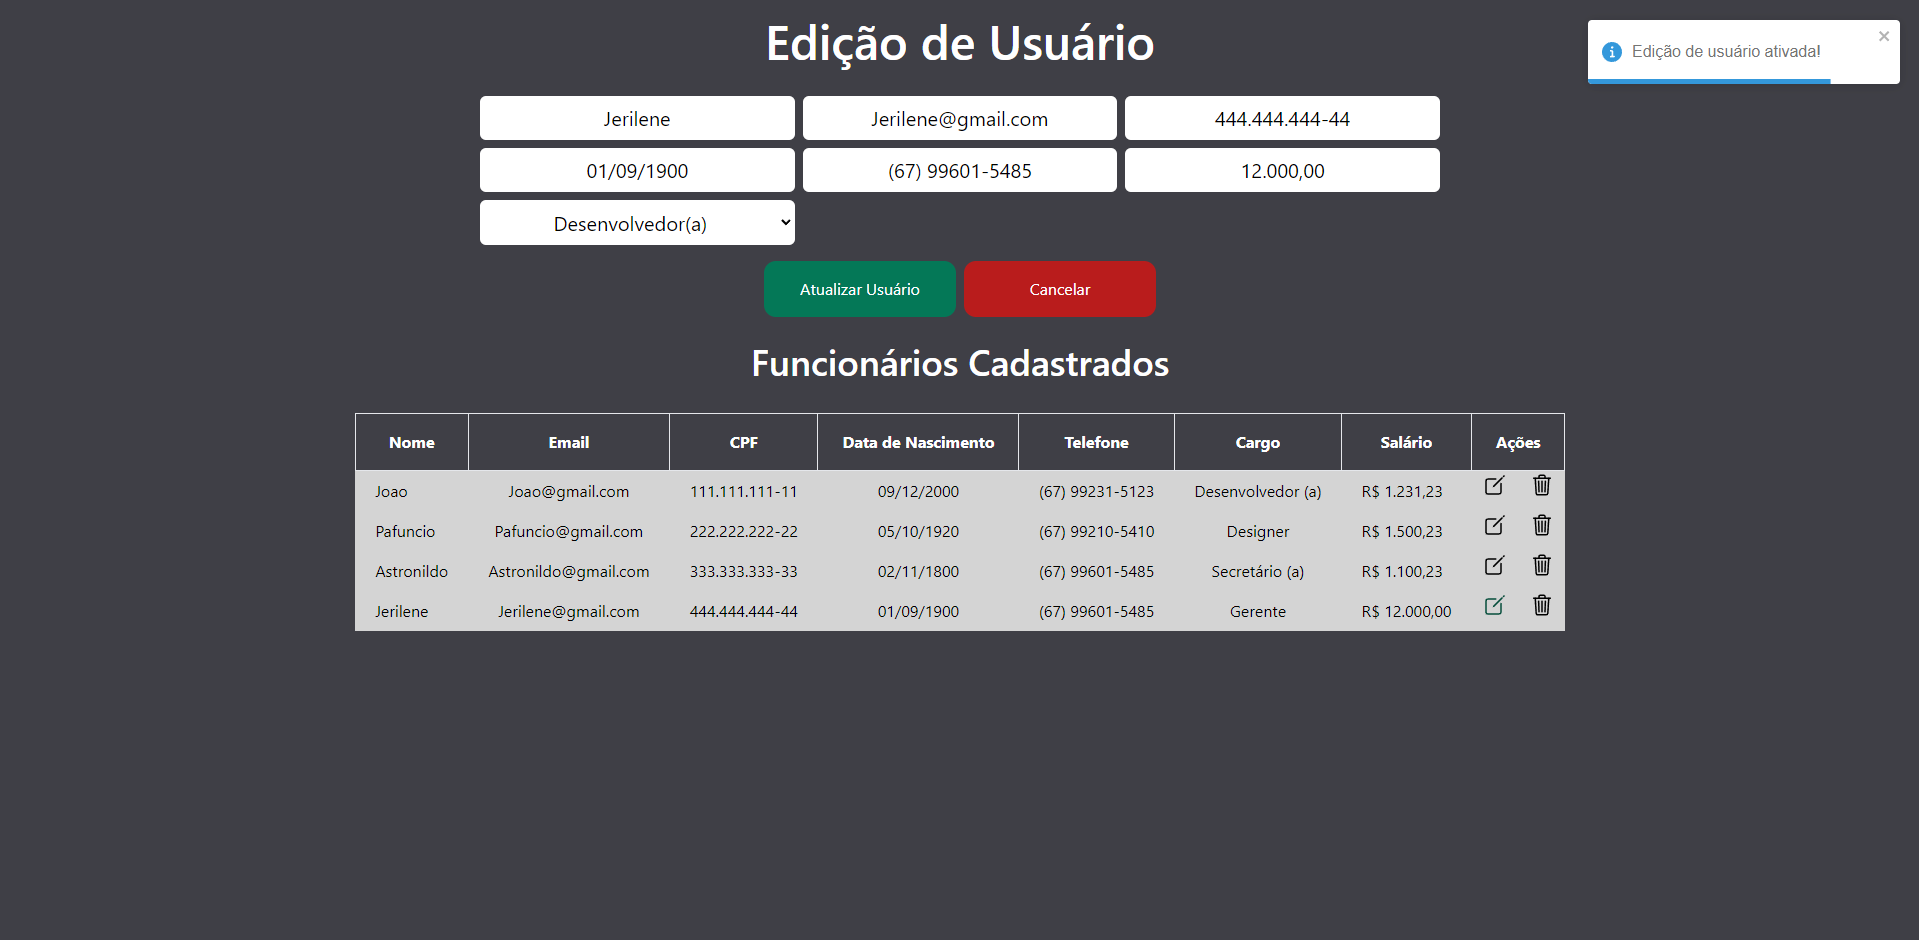 Edição de Usuário
Edição de usuário ativada!
×
Jerilene Jerilene@gmail.com 444.444.444-44
01/09/1900 (67) 99601-5485 12.000,00
Desenvolvedor(a)
Atualizar Usuário Cancelar
Funcionários Cadastrados
Nome Email CPF Data de Nascimento Telefone Cargo Salário Ações
Joao Joao@gmail.com 111.111.111-11 09/12/2000 (67) 99231-5123 Desenvolvedor (a) R$ 1.231,23
Pafuncio Pafuncio@gmail.com 222.222.222-22 05/10/1920 (67) 99210-5410 Designer R$ 1.500,23
Astronildo Astronildo@gmail.com 333.333.333-33 02/11/1800 (67) 99601-5485 Secretário (a) R$ 1.100,23
Jerilene Jerilene@gmail.com 444.444.444-44 01/09/1900 (67) 99601-5485 Gerente R$ 12.000,00